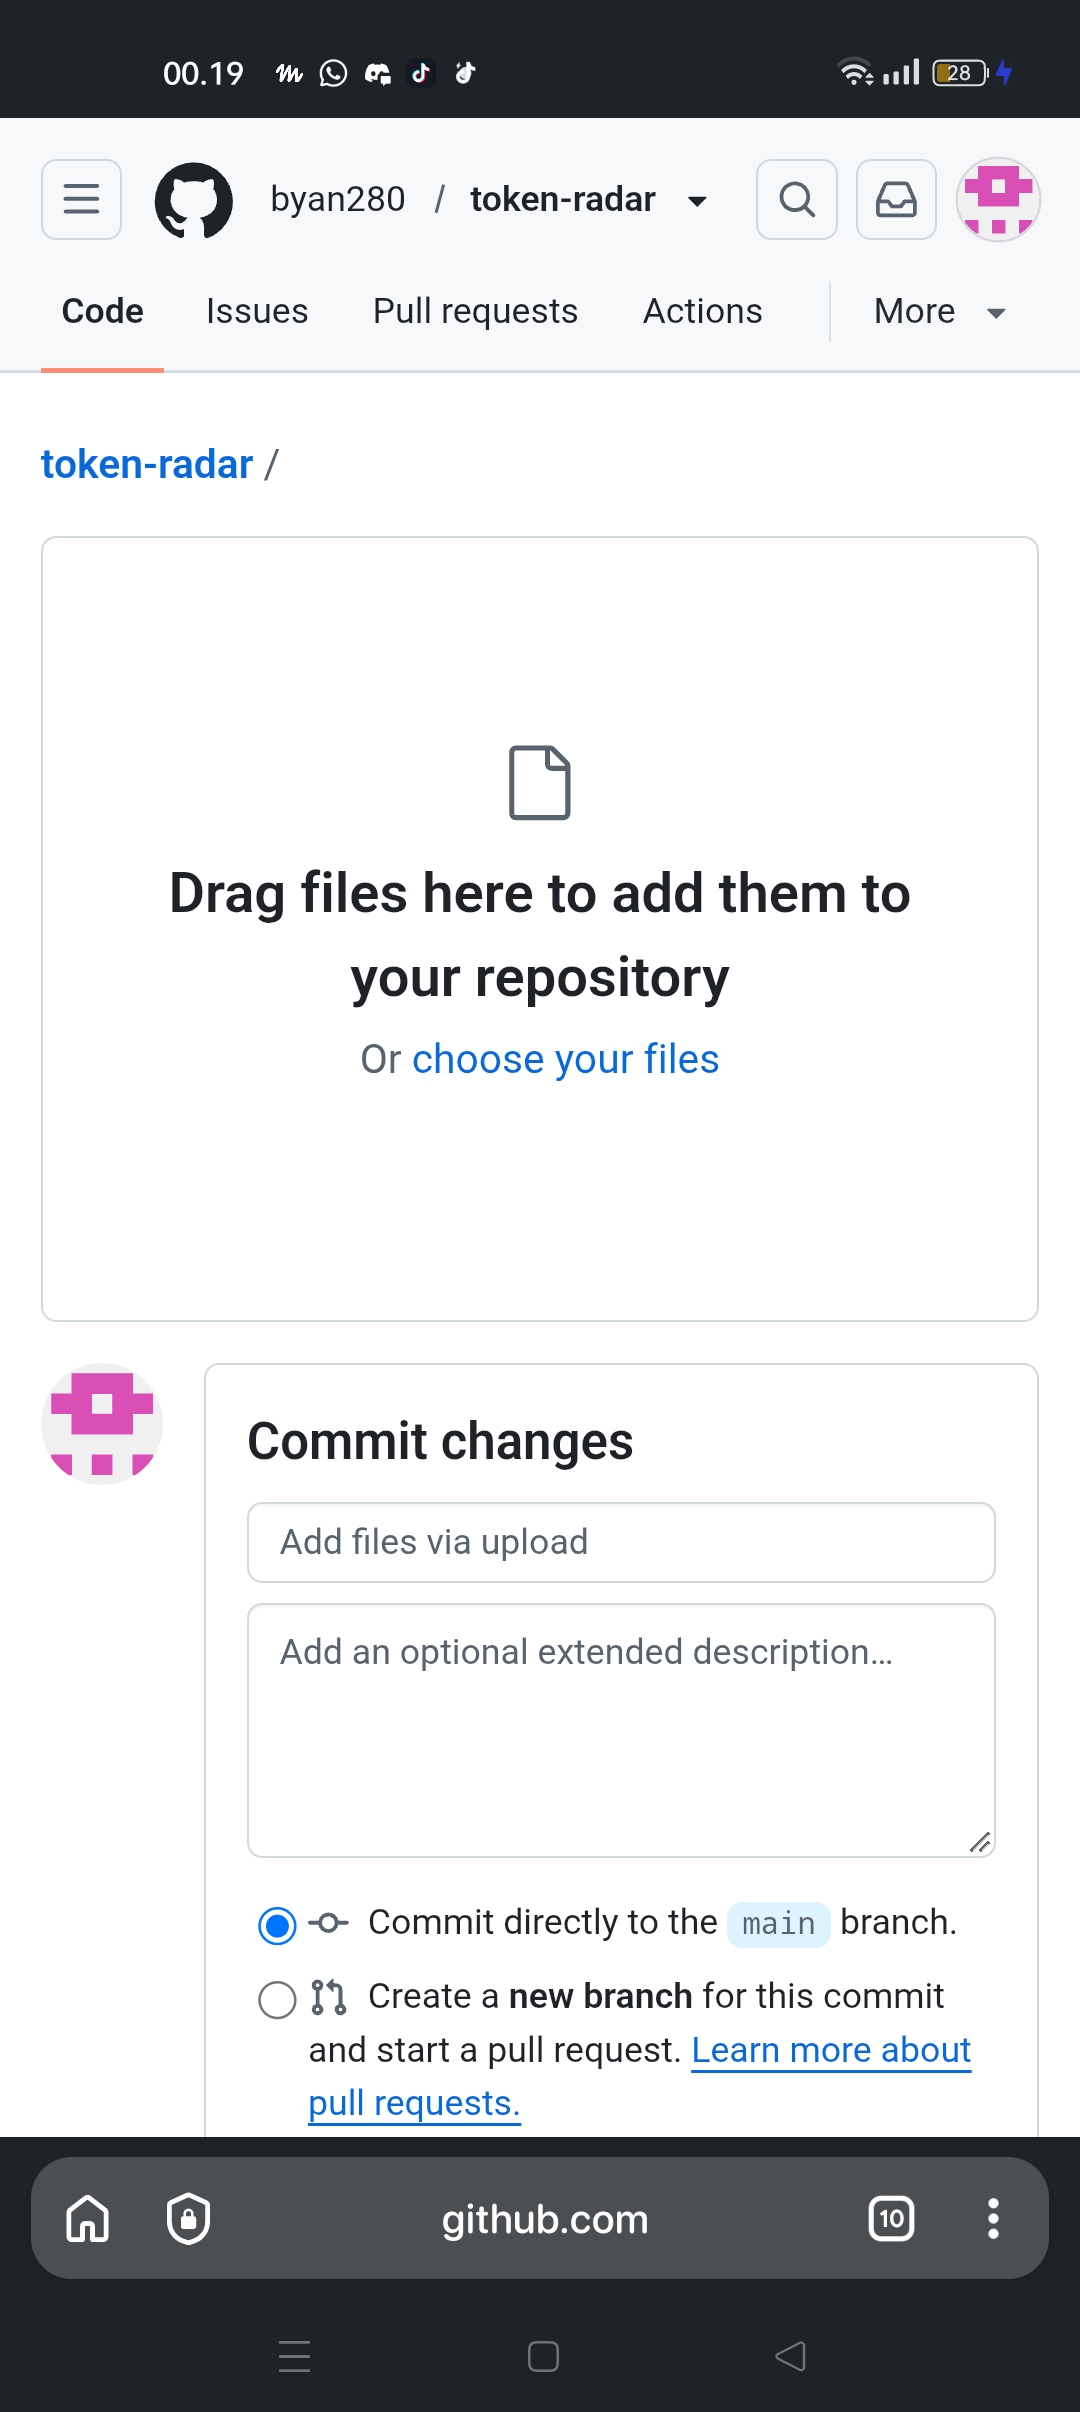 00.19
28
byan280 / token-radar
Code Issues Pull requests Actions More
token-radar /
Drag files here to add them to
your repository
Or choose your files
Commit changes
Add files via upload
Add an optional extended description...
Commit directly to the main branch.
Create a new branch for this commit
and start a pull request. Learn more about
pull requests.
github.com
10